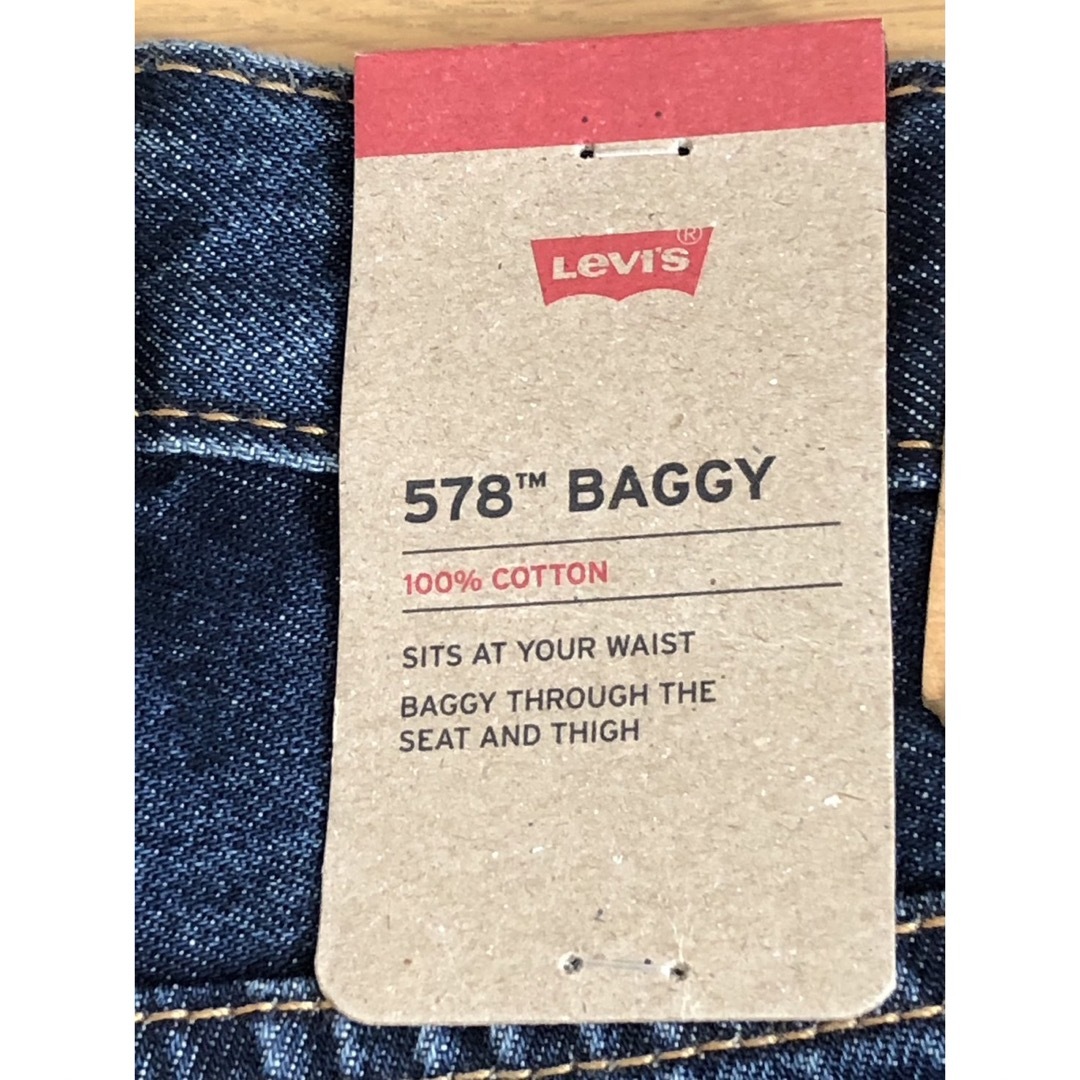 LEVI'S®
578™ BAGGY
100% COTTON
SITS AT YOUR WAIST
BAGGY THROUGH THE
SEAT AND THIGH